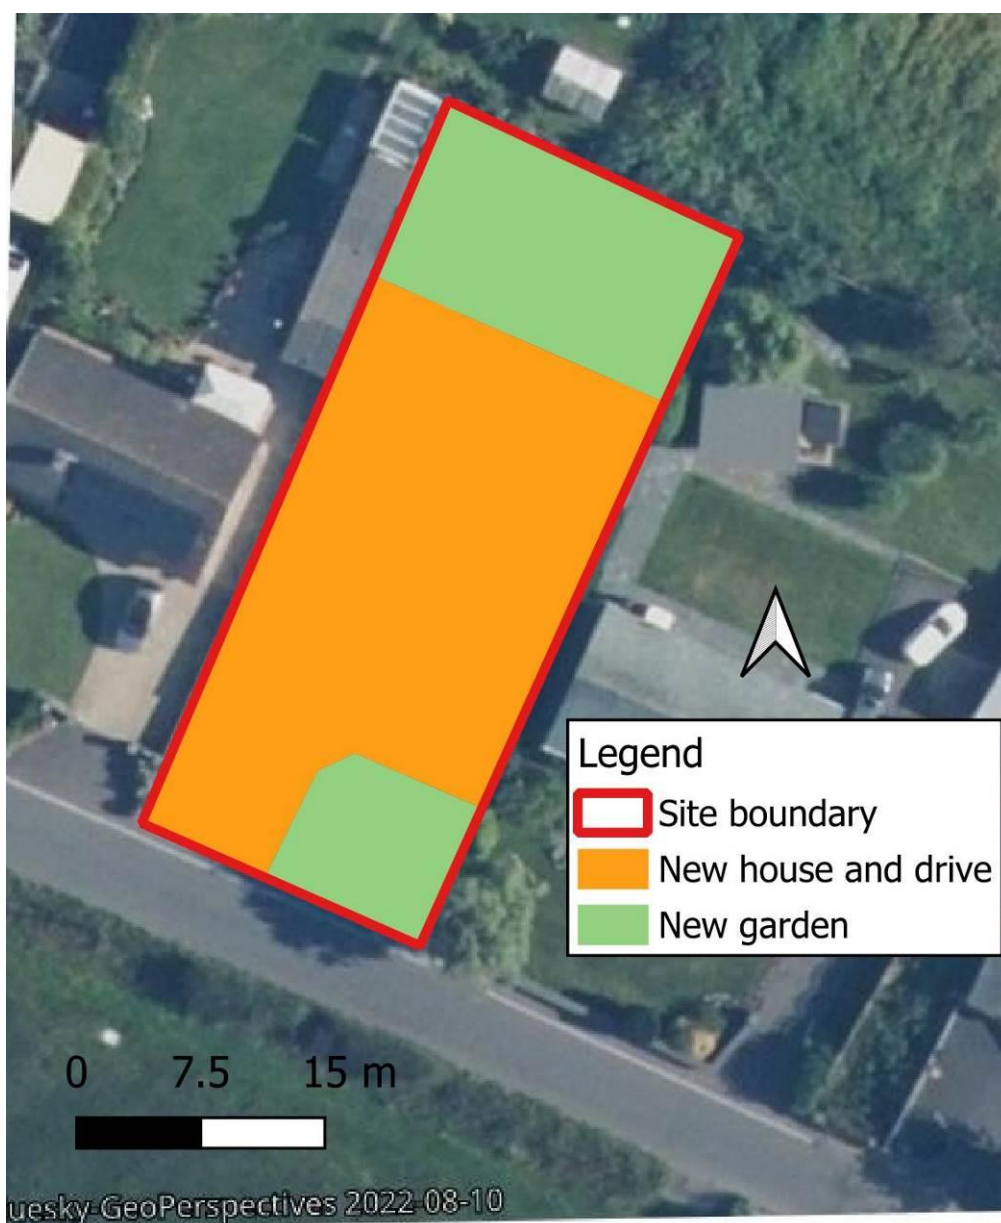 Legend
Site boundary
New house and drive
New garden
0 7.5 15 m
uesky GeoPerspectives 2022-08-10